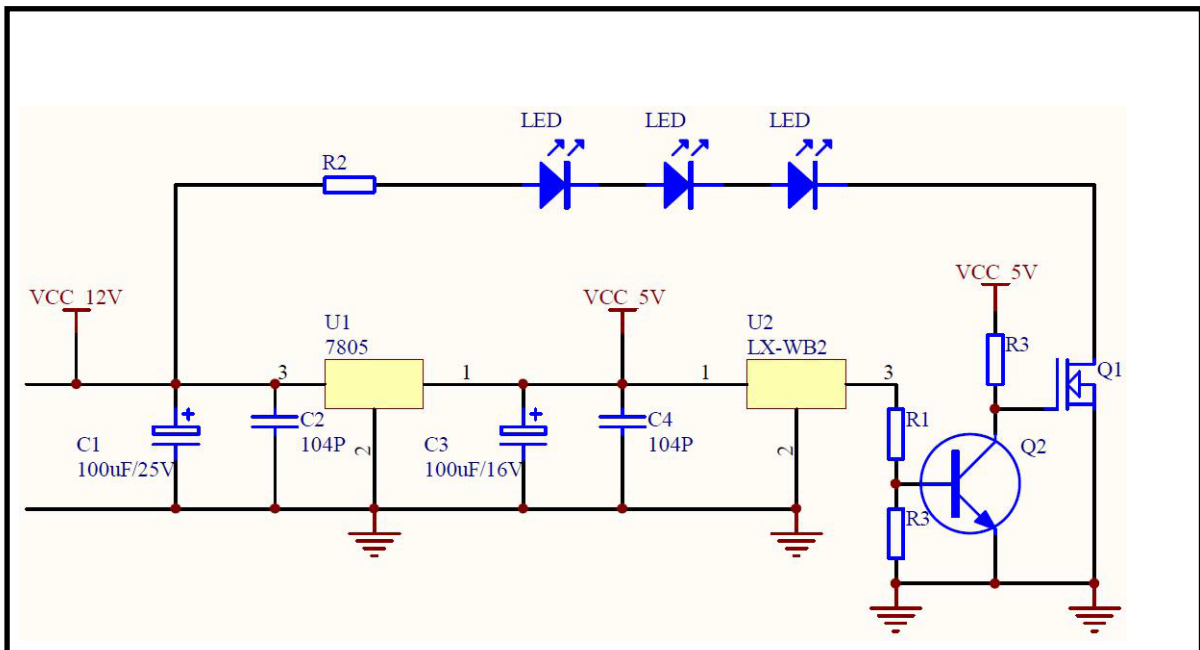 LED LED LED
R2
VCC_12V VCC_5V VCC_5V
U1 U2
7805 LX-WB2
R3
3 1 1 3 Q1
C1 C2 C3 C4 R1 Q2
100uF/25V 104P 100uF/16V 104P
2 2
R3